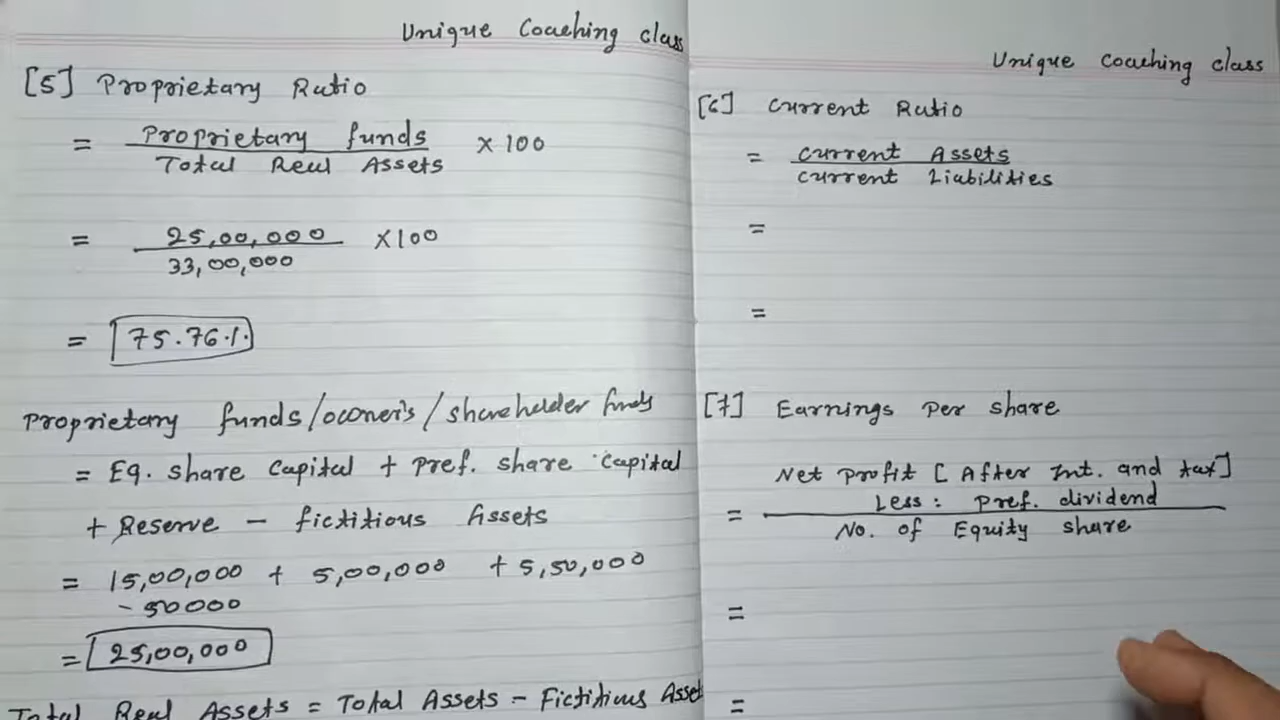 Unique Coaching class
[5] Proprietary Ratio
= Proprietary funds / Total Real Assets × 100
= 25,00,000 / 33,00,000 ×100
= 75.76%
Proprietary funds/owner's/shareholder funds
= Eq. share capital + Pref. share capital
+ Reserve - fictitious Assets
= 15,00,000 + 5,00,000 + 5,50,000
- 50000
= 25,00,000
Total Real Assets = Total Assets - Fictitious Asset
Unique Coaching class
[6] Current Ratio
= Current Assets / Current Liabilities
=
=
[7] Earnings Per share
Net Profit [After Int. and tax]
Less: Pref. dividend
= No. of Equity share
=
=